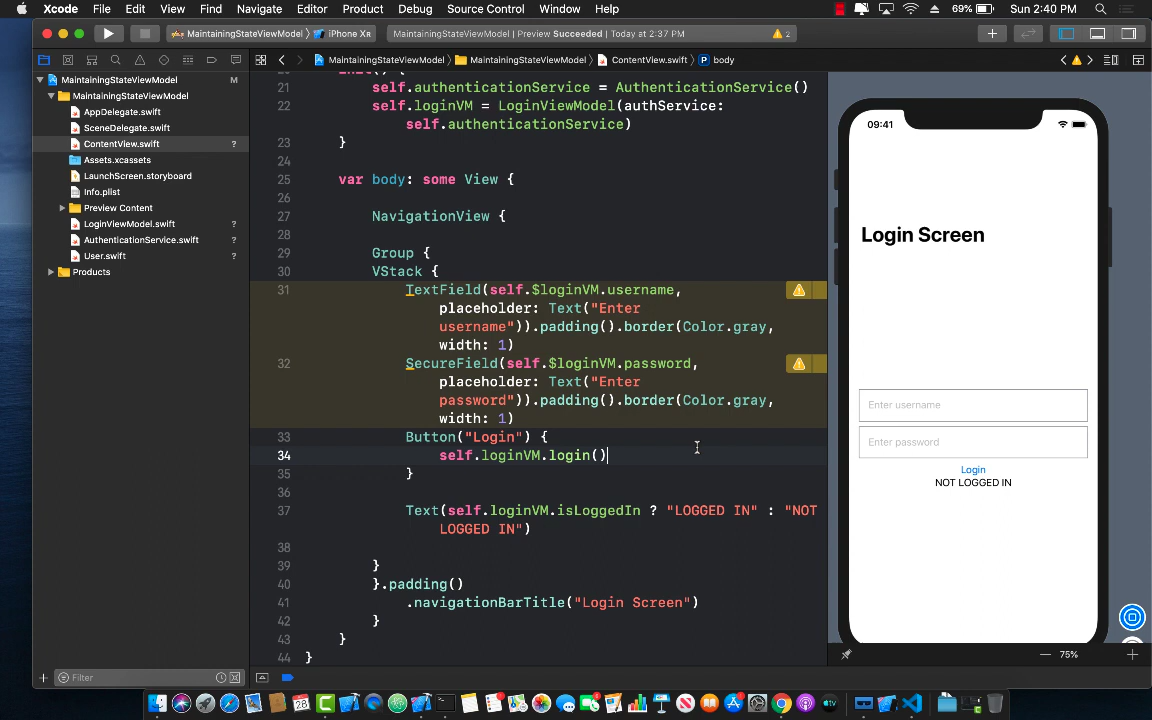 Xcode File Edit View Find Navigate Editor Product Debug Source Control Window Help 69% Sun 2:40 PM
MaintainingStateViewModel iPhone Xʀ MaintainingStateViewModel | Preview Succeeded | Today at 2:37 PM 2
MaintainingStateViewModel M
MaintainingStateViewModel
AppDelegate.swift
SceneDelegate.swift
ContentView.swift ?
Assets.xcassets
LaunchScreen.storyboard
Info.plist
Preview Content
LoginViewModel.swift ?
AuthenticationService.swift ?
User.swift ?
Products
Filter
MaintainingStateViewModel MaintainingStateViewModel ContentView.swift P body
21 self.authenticationService = AuthenticationService()
22 self.loginVM = LoginViewModel(authService:
self.authenticationService)
23 }
24
25 var body: some View {
26
27 NavigationView {
28
29 Group {
30 VStack {
31 TextField(self.$loginVM.username,
placeholder: Text("Enter
username")).padding().border(Color.gray,
width: 1)
32 SecureField(self.$loginVM.password,
placeholder: Text("Enter
password")).padding().border(Color.gray,
width: 1)
33 Button("Login") {
34 self.loginVM.login()
35 }
36
37 Text(self.loginVM.isLoggedIn ? "LOGGED IN" : "NOT
LOGGED IN")
38
39 }
40 }.padding()
41 .navigationBarTitle("Login Screen")
42 }
43 }
44 }
09:41
Login Screen
Enter username
Enter password
Login
NOT LOGGED IN
75%
28